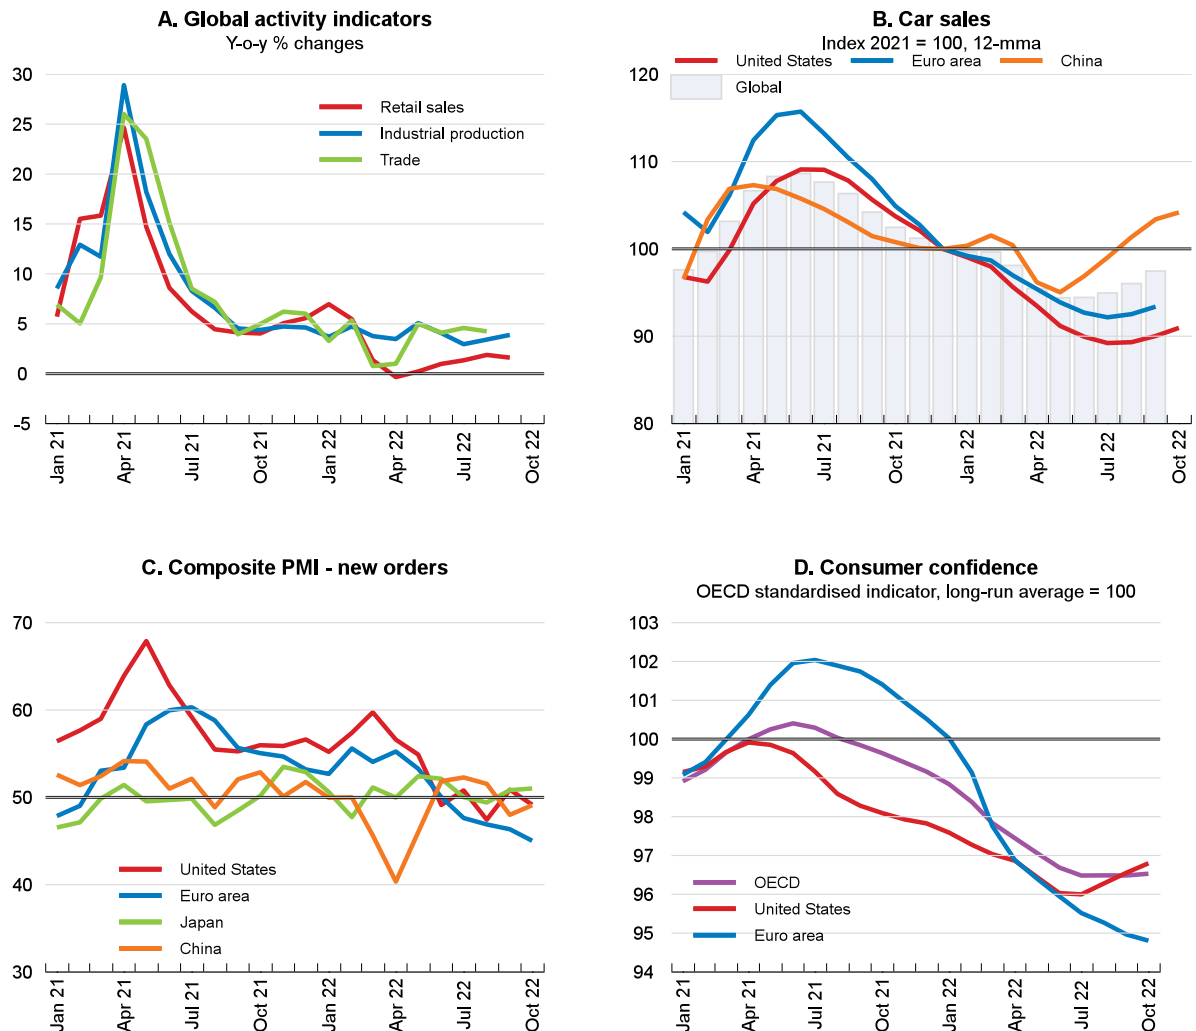 A. Global activity indicators
Y-o-y % changes
30
25
20
15
10
5
0
-5
Retail sales
Industrial production
Trade
Jan 21
Apr 21
Jul 21
Oct 21
Jan 22
Apr 22
Jul 22
Oct 22
B. Car sales
Index 2021 = 100, 12-mma
United States
Euro area
China
Global
120
110
100
90
80
Jan 21
Apr 21
Jul 21
Oct 21
Jan 22
Apr 22
Jul 22
Oct 22
C. Composite PMI - new orders
70
60
50
40
30
United States
Euro area
Japan
China
Jan 21
Apr 21
Jul 21
Oct 21
Jan 22
Apr 22
Jul 22
Oct 22
D. Consumer confidence
OECD standardised indicator, long-run average = 100
103
102
101
100
99
98
97
96
95
94
OECD
United States
Euro area
Jan 21
Apr 21
Jul 21
Oct 21
Jan 22
Apr 22
Jul 22
Oct 22